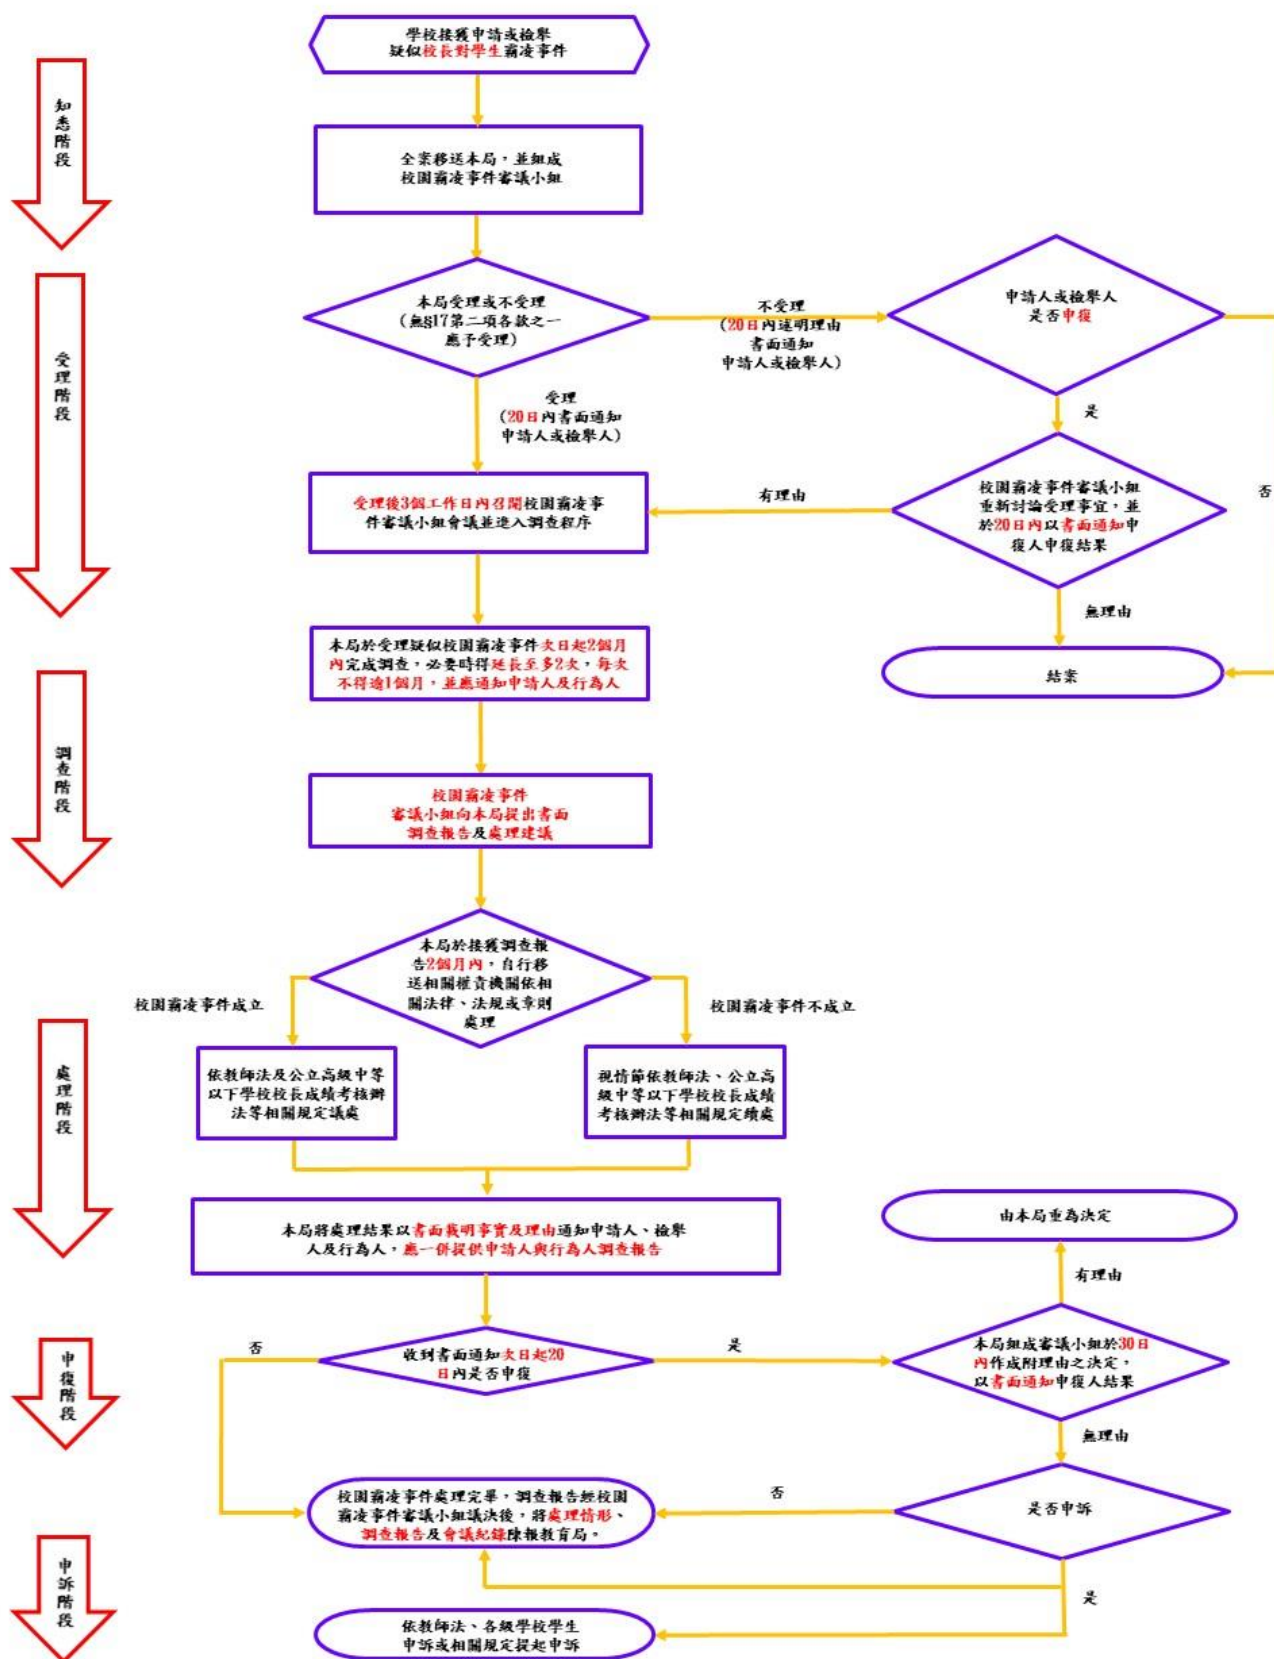 學校接獲申請或檢舉
疑似校長對學生霸凌事件
知悉階段
全案移送本局，並組成
校園霸凌事件審議小組
受理階段
本局受理或不受理
(無§17第二項各款之一
應予受理)
不受理
(20日內述明理由
書面通知
申請人或檢舉人)
申請人或檢舉人
是否申復
受理
(20日內書面通知
申請人或檢舉人)
是
否
受理後3個工作日內召開校園霸凌事
件審議小組會議並進入調查程序
有理由
校園霸凌事件審議小組
重新討論受理事宜，並
於20日內以書面通知申
復人申復結果
無理由
結案
本局於受理疑似校園霸凌事件次日起2個月
內完成調查，必要時得延長至多2次，每次
不得逾1個月，並應通知申請人及行為人
調查階段
校園霸凌事件
審議小組向本局提出書面
調查報告及處理建議
本局於接獲調查報
告2個月內，自行移
送相關權責機關依相
關法律、法規或章則
處理
校園霸凌事件成立
校園霸凌事件不成立
處理階段
依教師法及公立高級中等
以下學校校長成績考核辦
法等相關規定議處
視情節依教師法、公立高
級中等以下學校校長成績
考核辦法等相關規定續處
本局將處理結果以書面載明事實及理由通知申請人、檢舉
人及行為人，應一併提供申請人與行為人調查報告
由本局重為決定
有理由
申復階段
收到書面通知次日起20
日內是否申復
否
是
本局組成審議小組於30日
內作成附理由之決定，
以書面通知申復人結果
無理由
校園霸凌事件處理完畢，調查報告經校園
霸凌事件審議小組議決後，將處理情形、
調查報告及會議紀錄陳報教育局。
否
是否申訴
是
申訴階段
依教師法、各級學校學生
申訴或相關規定提起申訴